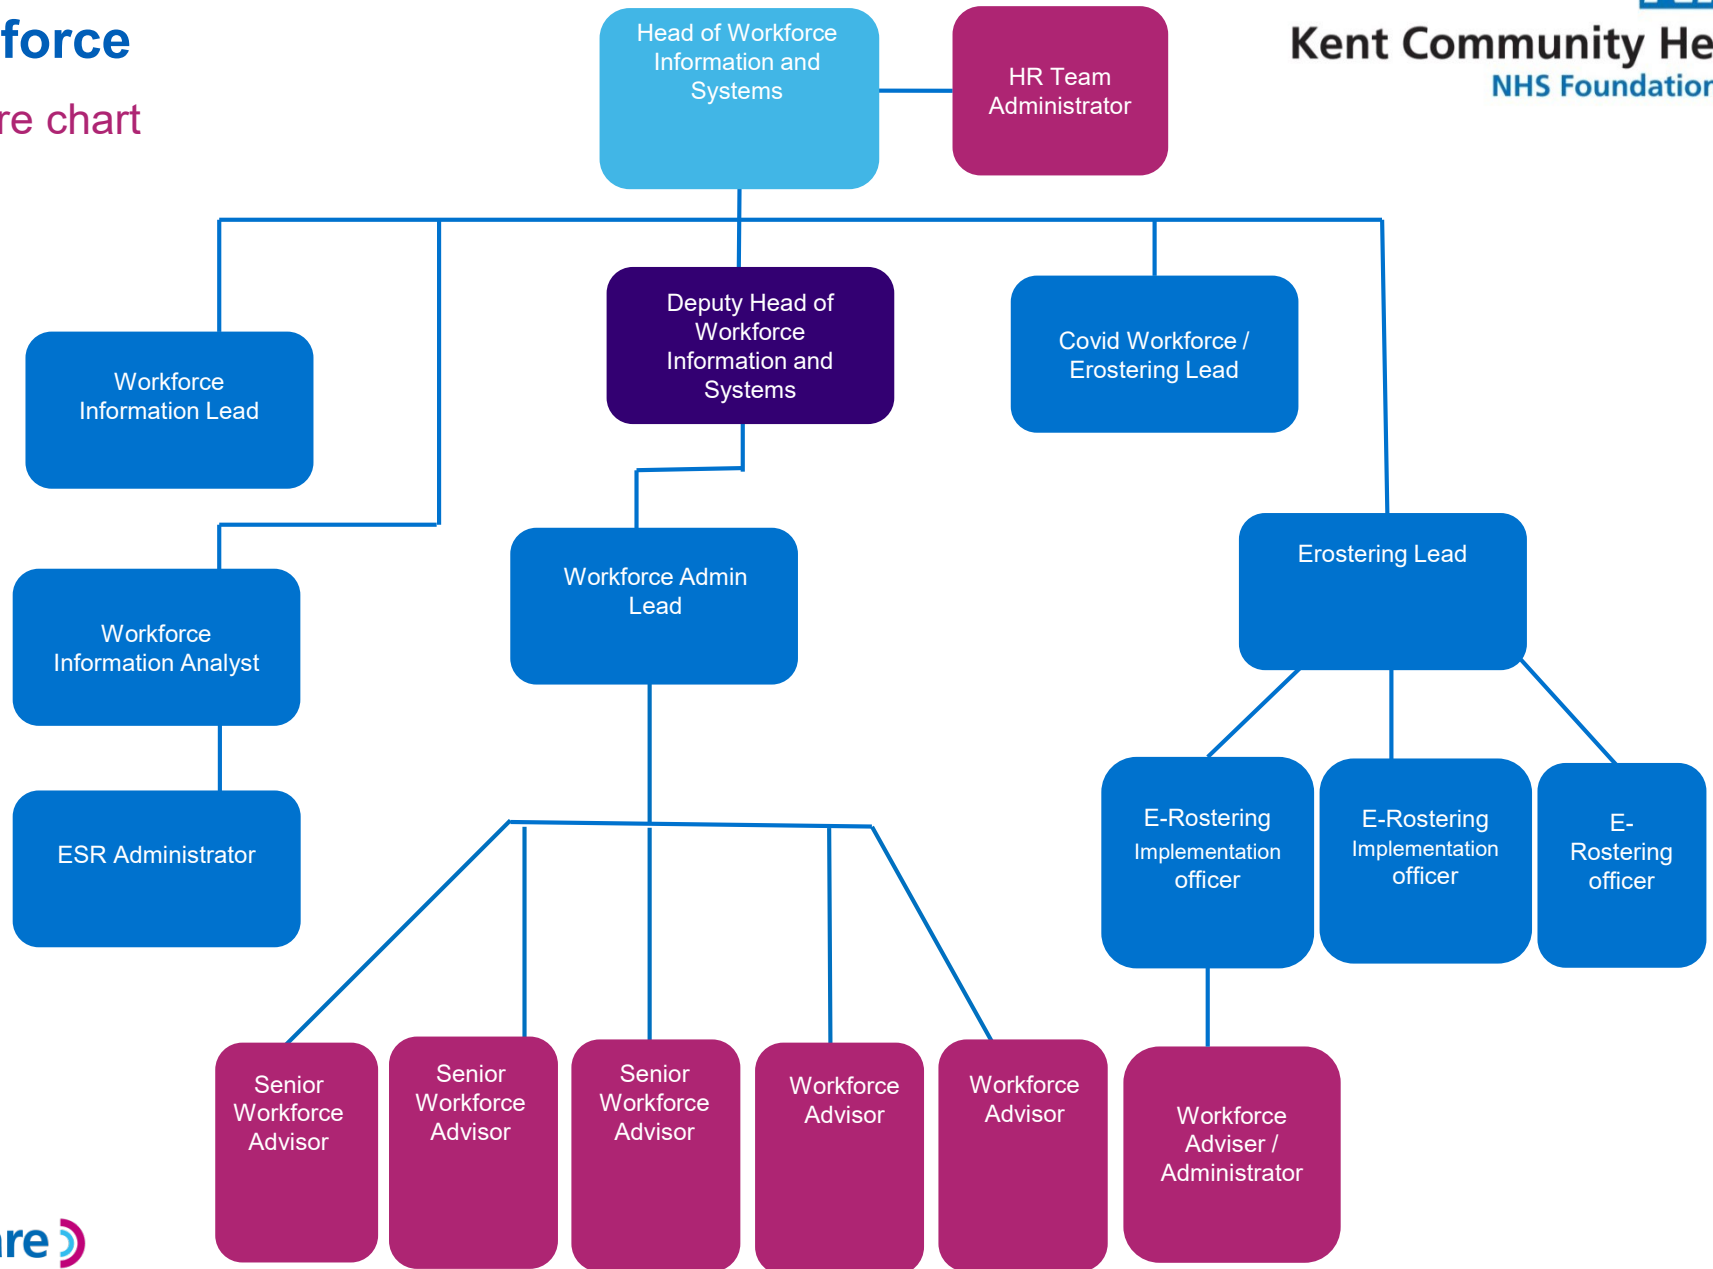 force
re chart
Kent Community He
NHS Foundation
Head of Workforce
Information and
Systems
HR Team
Administrator
Deputy Head of
Workforce
Information and
Systems
Covid Workforce /
Erostering Lead
Workforce
Information Lead
Workforce Admin
Lead
Erostering Lead
Workforce
Information Analyst
ESR Administrator
E-Rostering
Implementation
officer
E-Rostering
Implementation
officer
E-
Rostering
officer
Senior
Workforce
Advisor
Senior
Workforce
Advisor
Senior
Workforce
Advisor
Workforce
Advisor
Workforce
Advisor
Workforce
Adviser /
Administrator
are